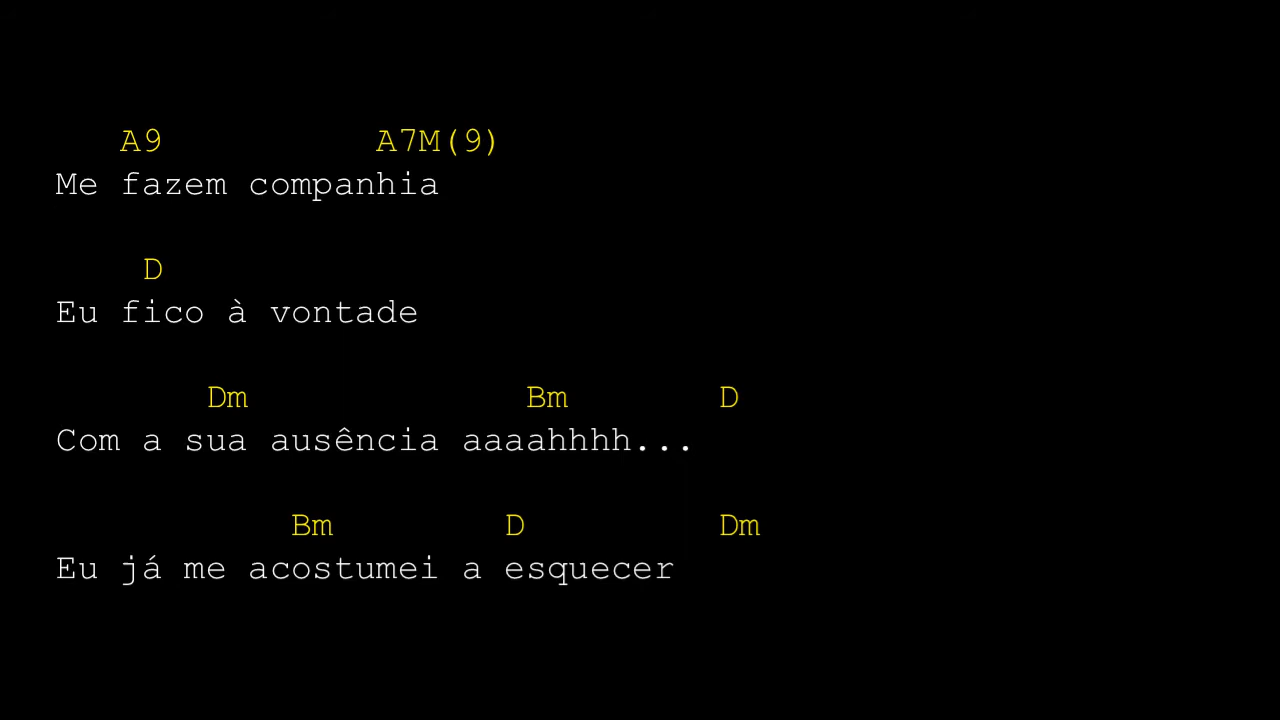 A9 A7M(9)
Me fazem companhia
D
Eu fico à vontade
Dm Bm D
Com a sua ausência aaaahhhh...
Bm D Dm
Eu já me acostumei a esquecer